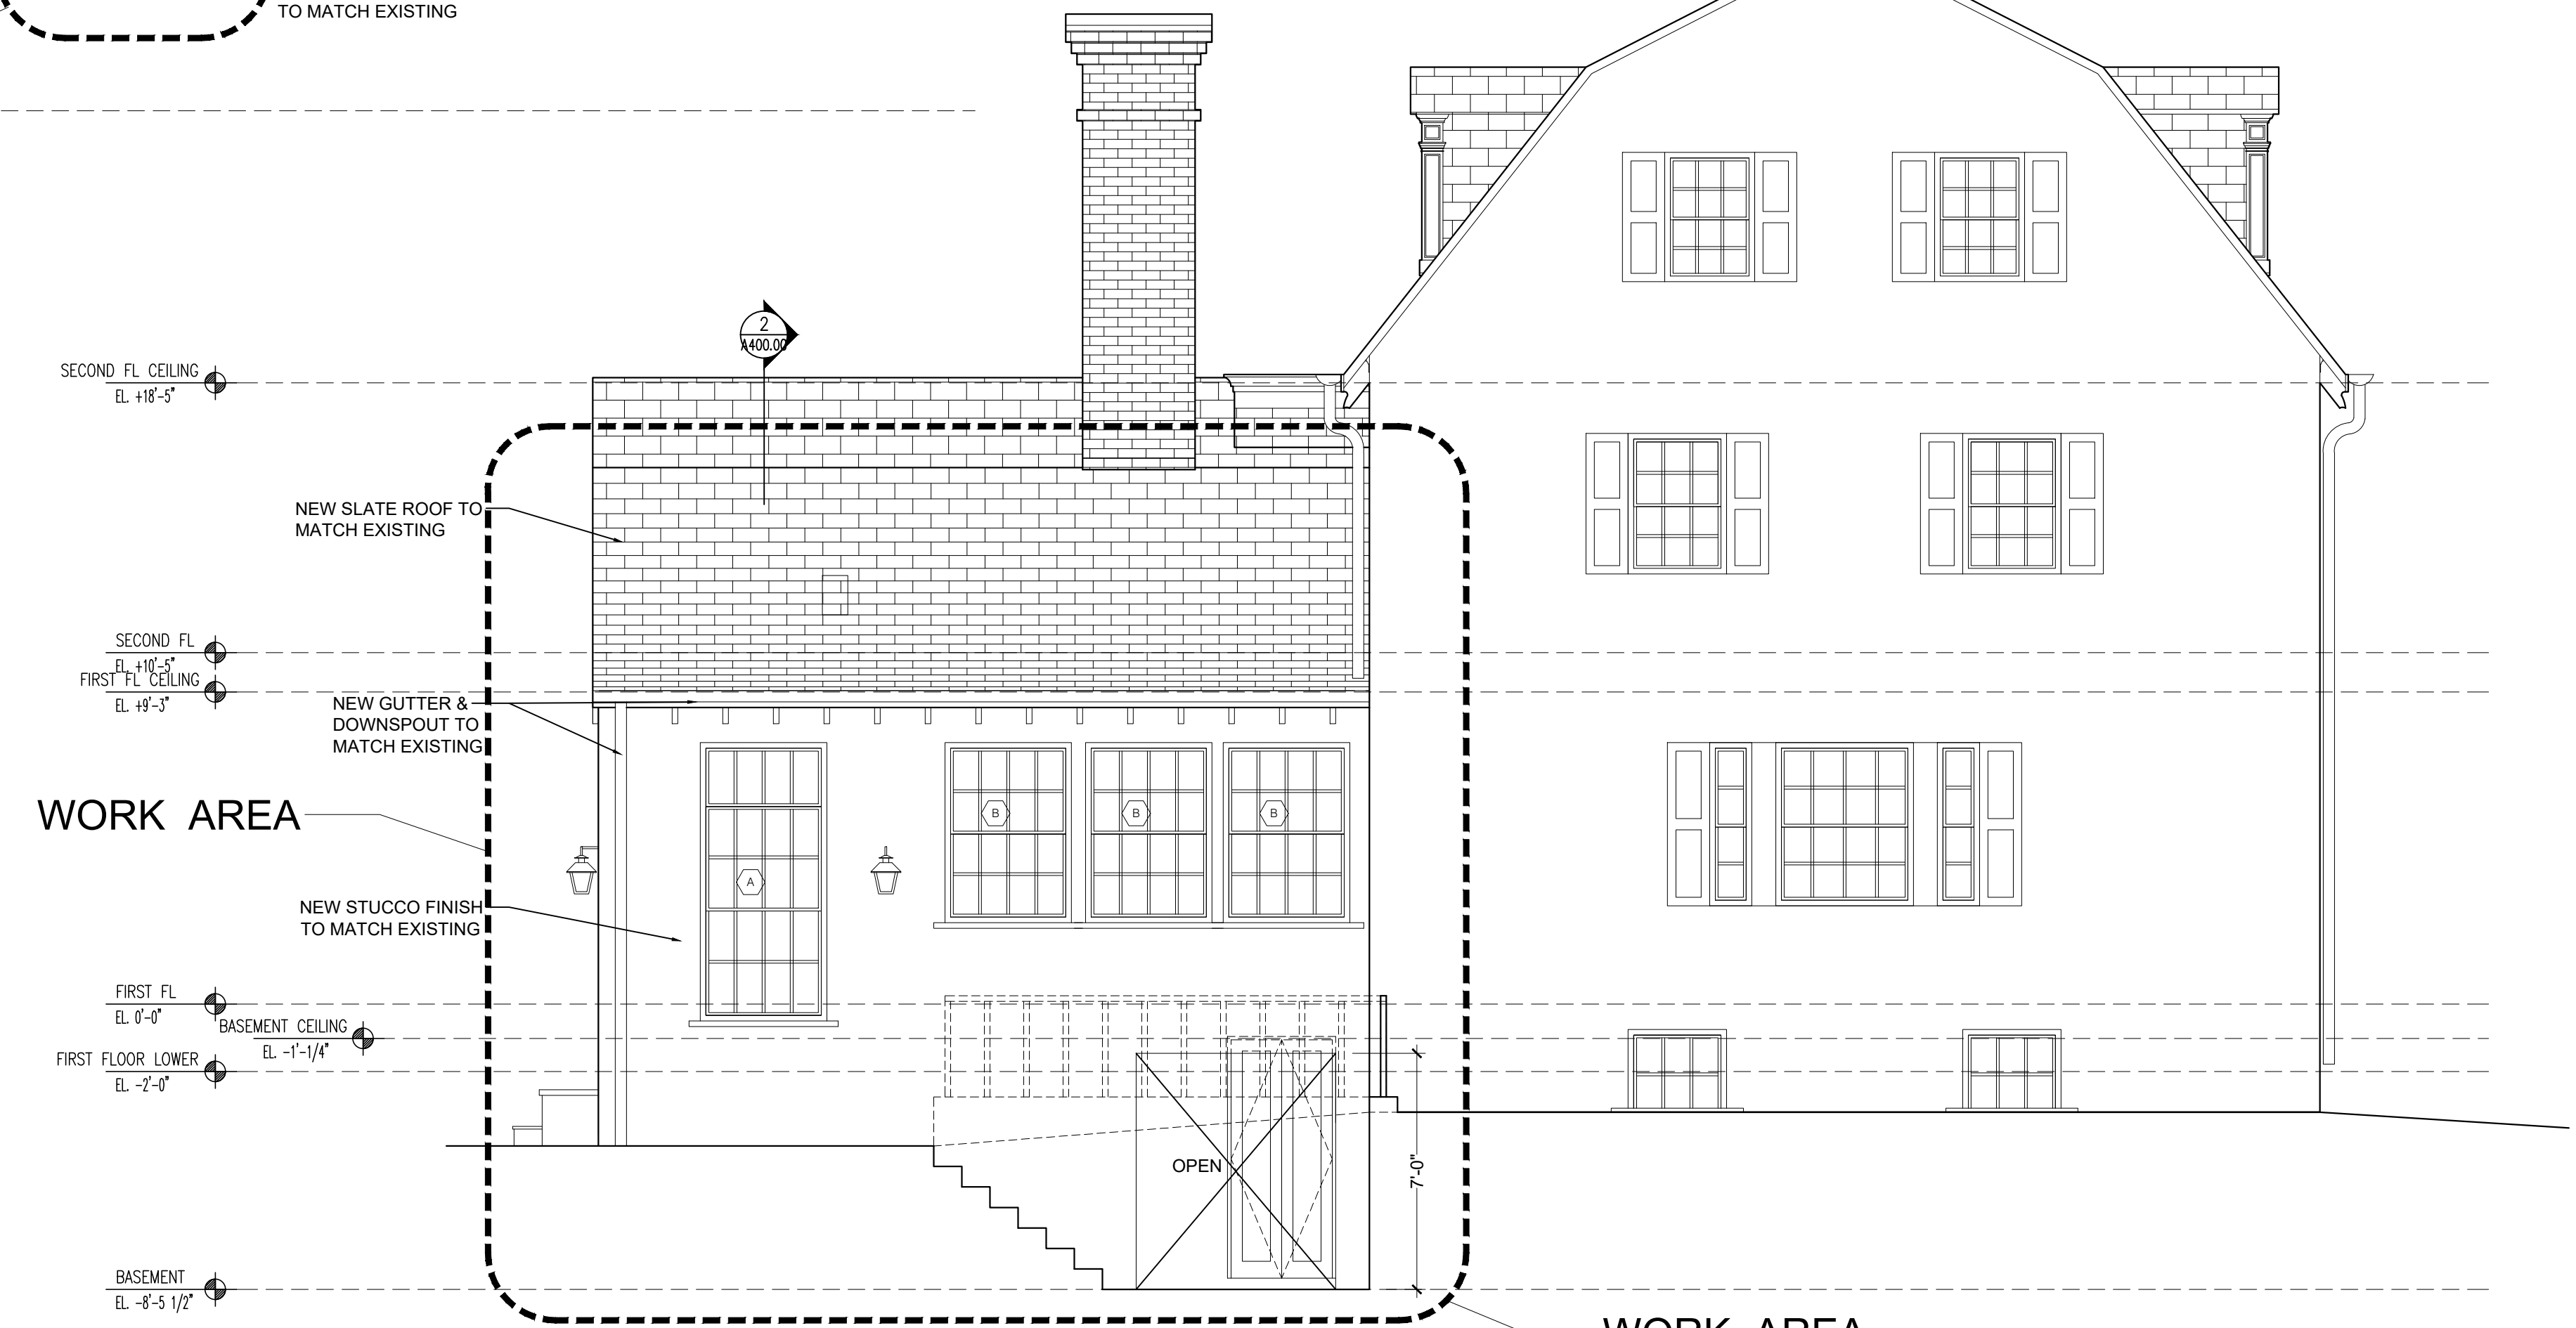 TO MATCH EXISTING
2
A400.00
SECOND FL CEILING
EL. +18'-5"
NEW SLATE ROOF TO
MATCH EXISTING
SECOND FL
EL. +10'-5"
FIRST FL CEILING
EL. +9'-3"
NEW GUTTER &
DOWNSPOUT TO
MATCH EXISTING
WORK AREA
B
B
B
A
NEW STUCCO FINISH
TO MATCH EXISTING
FIRST FL
EL. 0'-0"
BASEMENT CEILING
EL. -1'-1/4"
FIRST FLOOR LOWER
EL. -2'-0"
OPEN
7'-0"
BASEMENT
EL. -8'-5 1/2"
WORK AREA